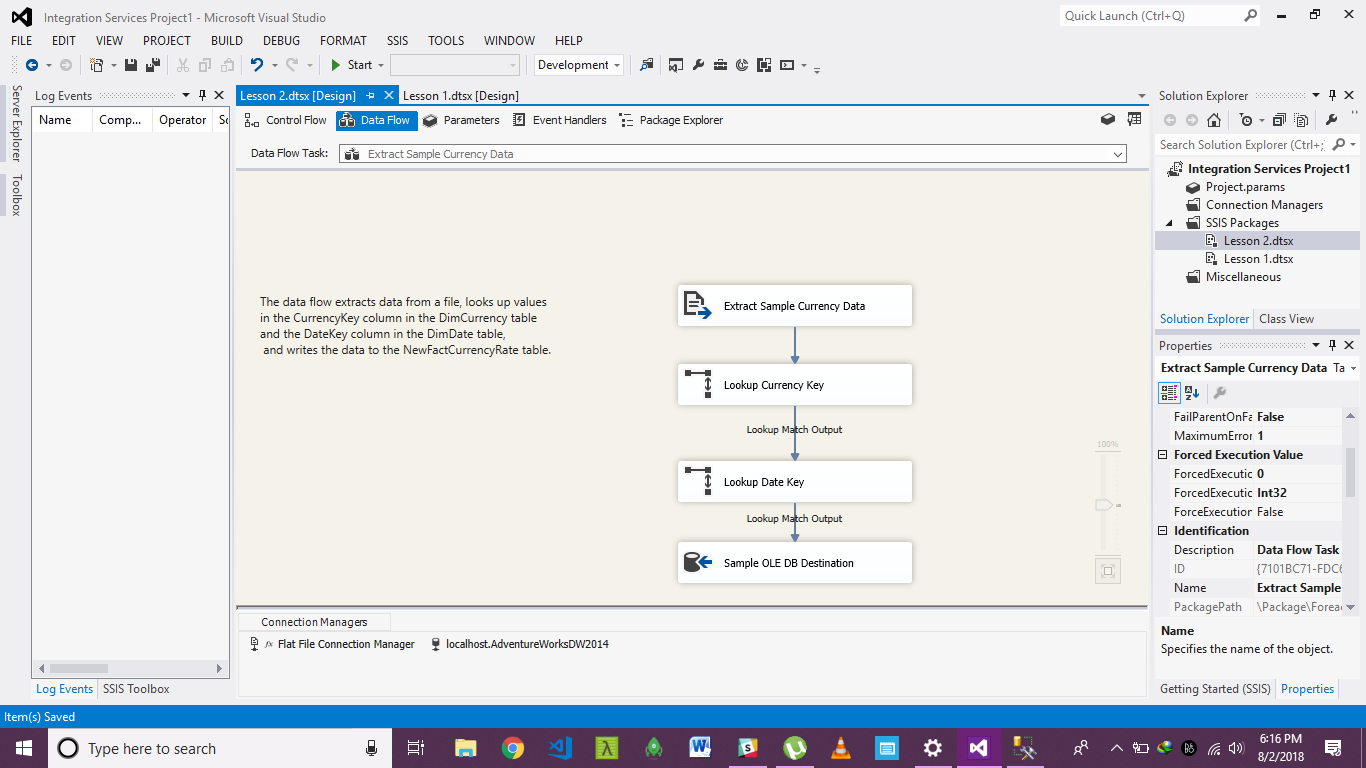 Integration Services Project1 - Microsoft Visual Studio
Quick Launch (Ctrl+Q)
FILE EDIT VIEW PROJECT BUILD DEBUG FORMAT SSIS TOOLS WINDOW HELP
Start
Development
Server Explorer
Toolbox
Log Events
Name Comp... Operator
Log Events SSIS Toolbox
Lesson 2.dtsx [Design] Lesson 1.dtsx [Design]
Control Flow Data Flow Parameters Event Handlers Package Explorer
Data Flow Task: Extract Sample Currency Data
The data flow extracts data from a file, looks up values
in the CurrencyKey column in the DimCurrency table
and the DateKey column in the DimDate table,
and writes the data to the NewFactCurrencyRate table.
Extract Sample Currency Data
Lookup Currency Key
Lookup Match Output
Lookup Date Key
Lookup Match Output
Sample OLE DB Destination
100%
Connection Managers
fx Flat File Connection Manager localhost.AdventureWorksDW2014
Solution Explorer
Search Solution Explorer (Ctrl+;
Integration Services Project1
Project.params
Connection Managers
SSIS Packages
Lesson 2.dtsx
Lesson 1.dtsx
Miscellaneous
Solution Explorer Class View
Properties
Extract Sample Currency Data Ta
FailParentOnFa False
MaximumError 1
Forced Execution Value
ForcedExecutic 0
ForcedExecutic Int32
ForceExecution False
Identification
Description Data Flow Task
ID {7101BC71-FDC6
Name Extract Sample
PackagePath \Package\Foreac
Name
Specifies the name of the object.
Getting Started (SSIS) Properties
Item(s) Saved
Type here to search
6:16 PM
8/2/2018